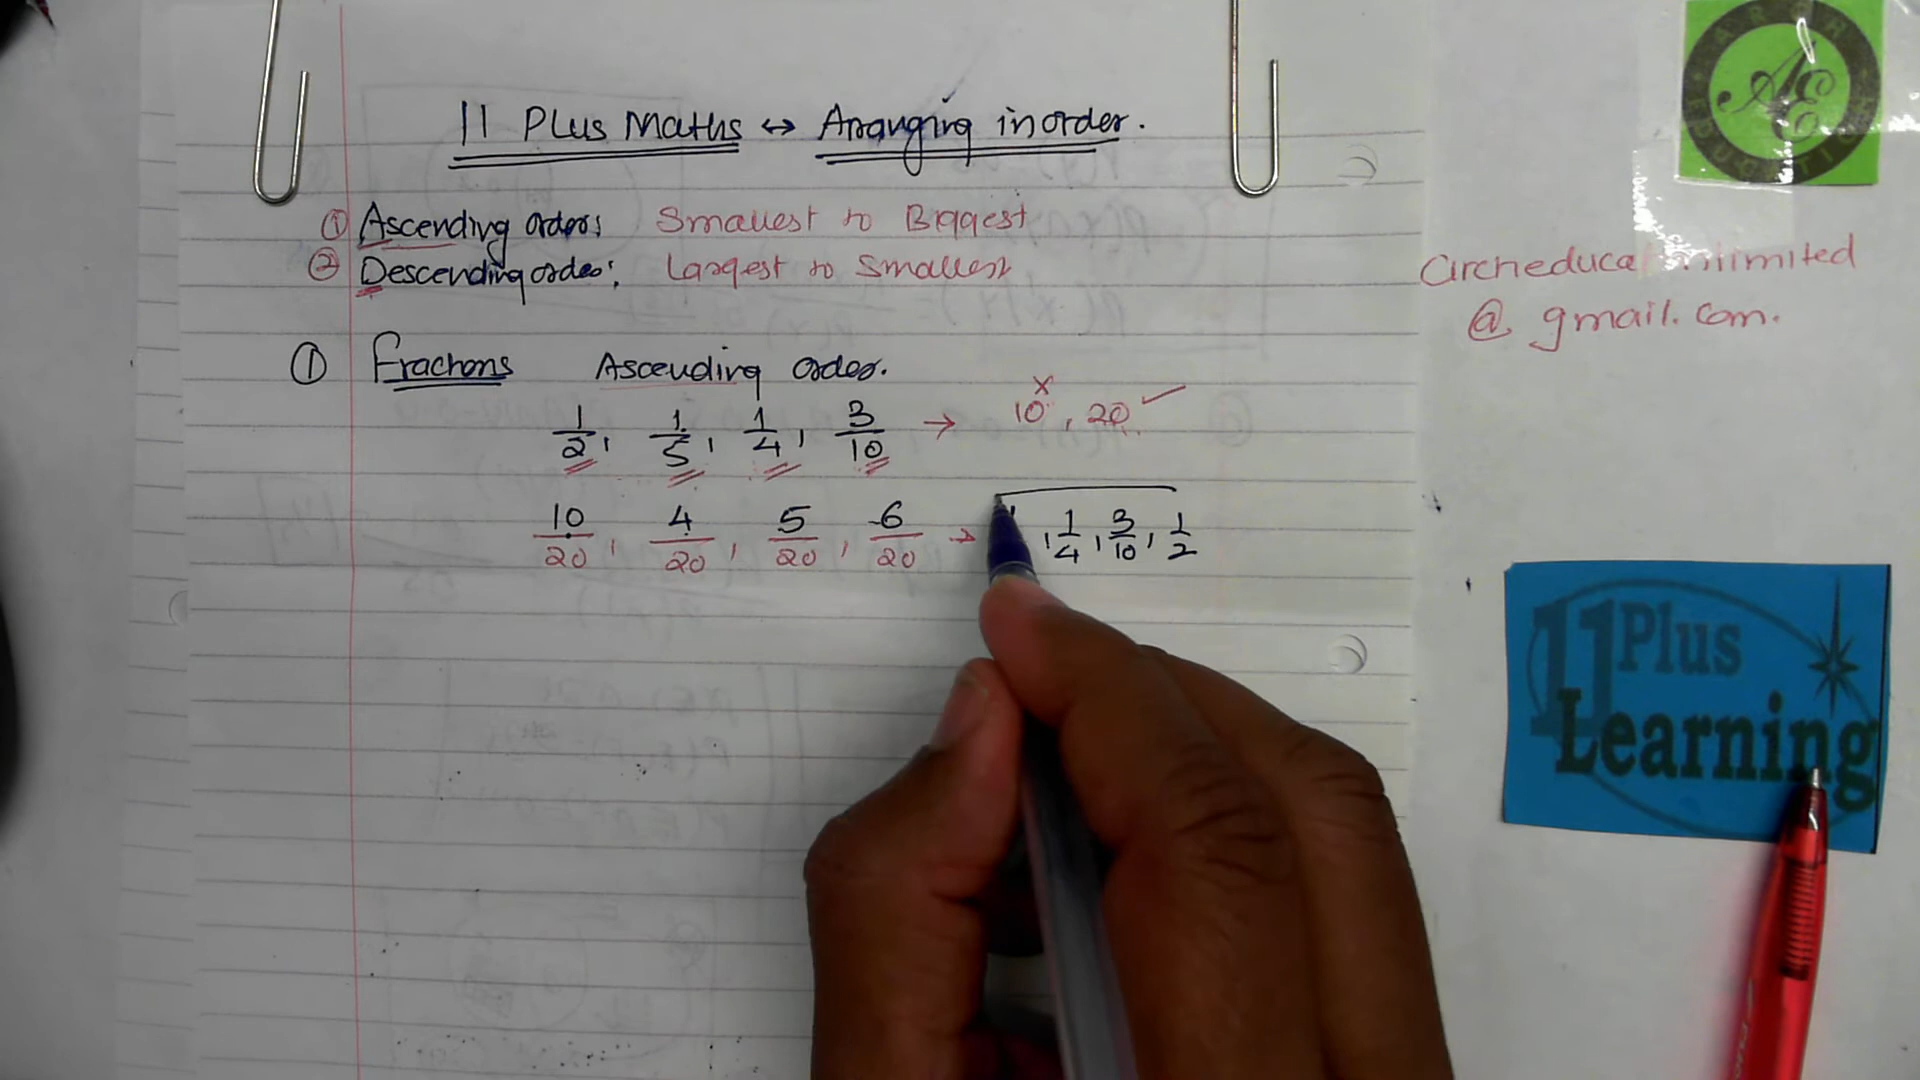 11 Plus Maths ↔ Arranging in order.
① Ascending order: Smallest to Biggest
② Descending order: Largest to Smallest
① Fractions Ascending order.
1/2, 1/5, 1/4, 3/10 → 10 x, 20 ✓
10/20, 4/20, 5/20, 6/20 → , 1/4, 3/10, 1/2
@ gmail.com.
AE
11 Plus
Learning